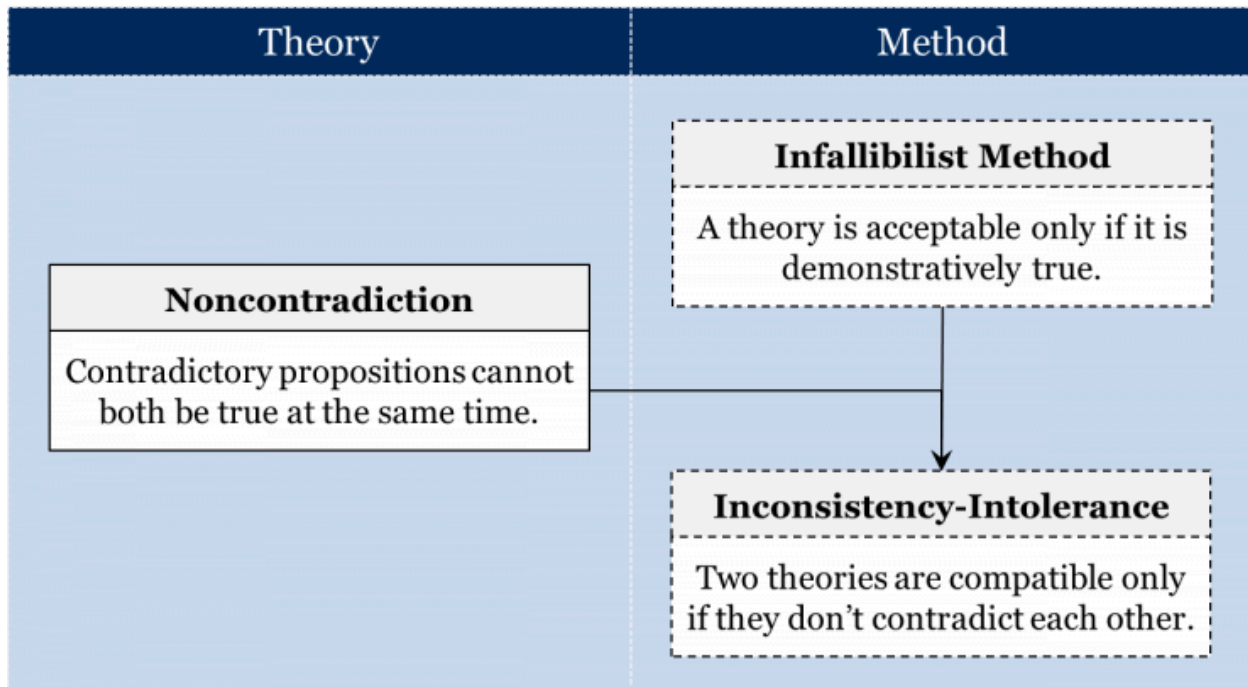 Theory
Method
Infallibilist Method
A theory is acceptable only if it is
demonstratively true.
Noncontradiction
Contradictory propositions cannot
both be true at the same time.
Inconsistency-Intolerance
Two theories are compatible only
if they don’t contradict each other.